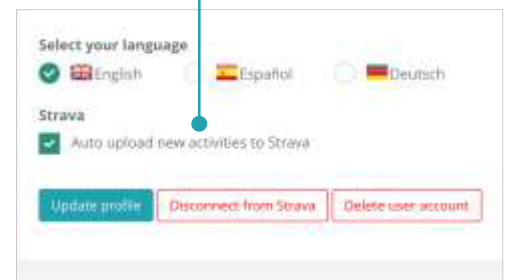 Select your language
English Español Deutsch
Strava
Auto upload new activities to Strava
Update profile Disconnect from Strava Delete user account